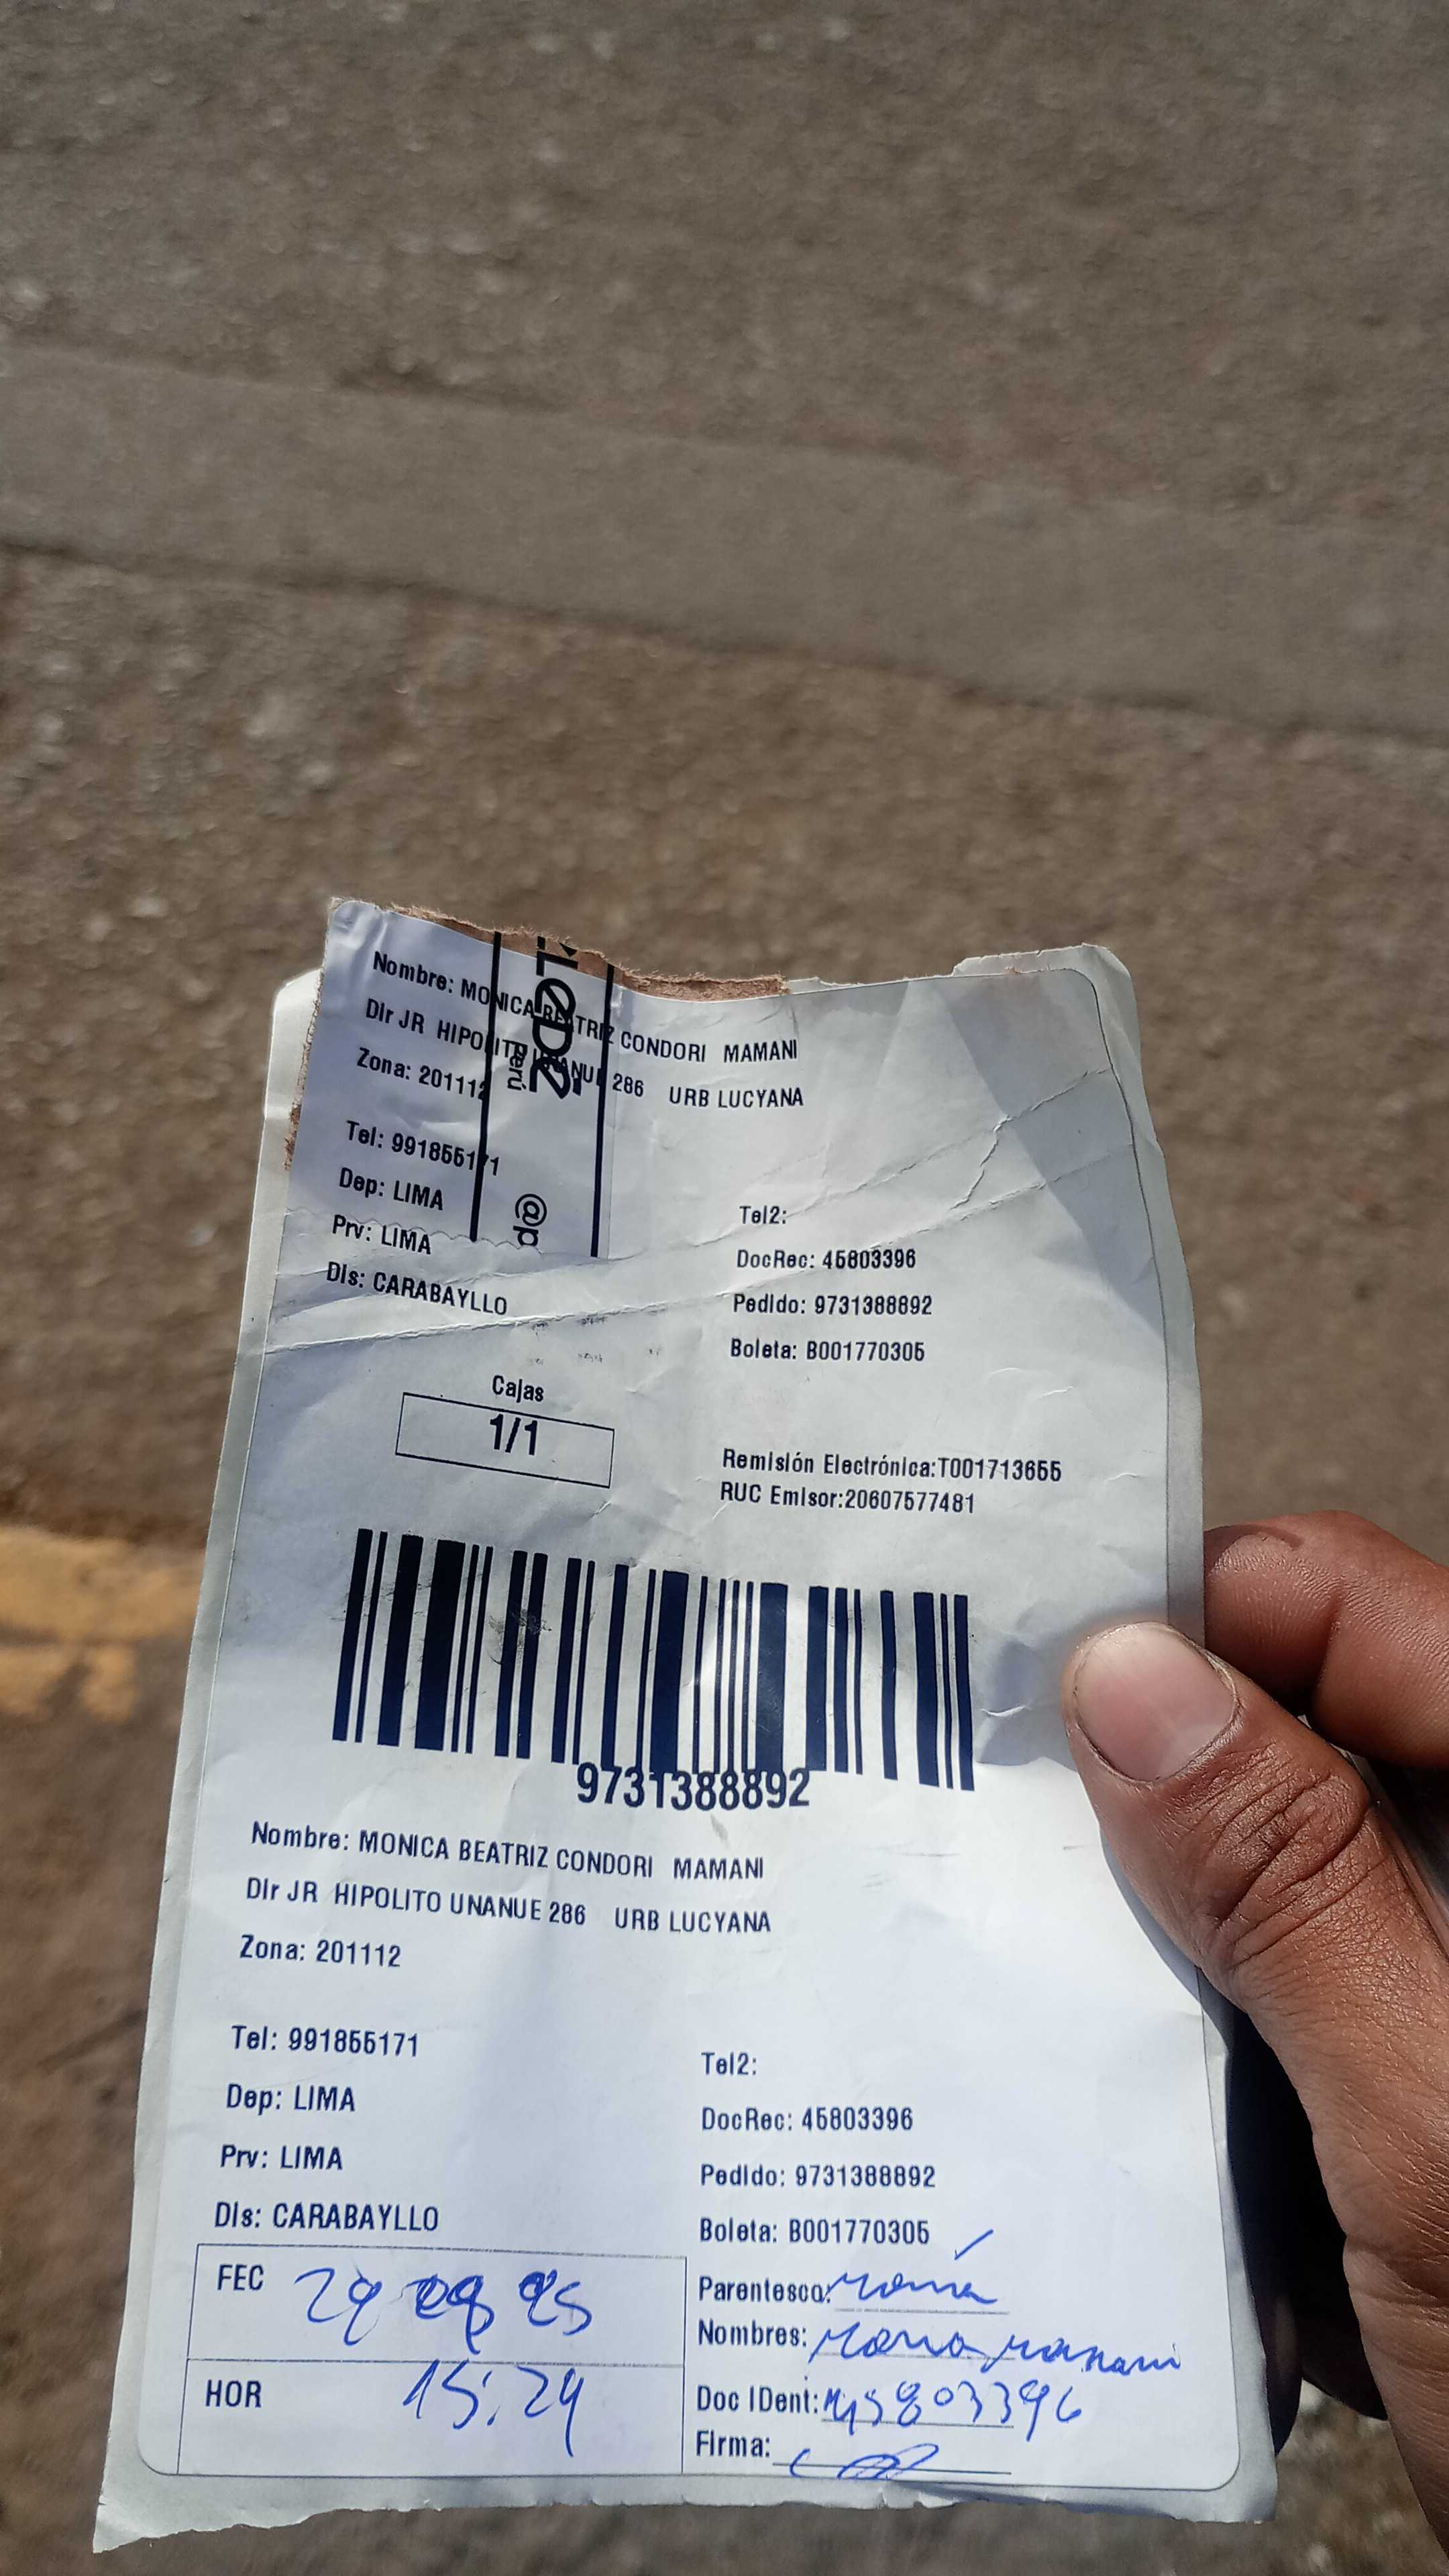 Nombre: MONICA BEATRIZ CONDORI MAMANI
Dir JR HIPOLITO UNANUE 286 URB LUCYANA
Zona: 201112
Tel: 991855171
Dep: LIMA
Prv: LIMA
Dis: CARABAYLLO
Perú
@p
Tel2:
DocRec: 45803396
Pedido: 9731388892
Boleta: B001770305
Cajas
1/1
Remisión Electrónica:T001713655
RUC Emisor:20607577481
9731388892
Nombre: MONICA BEATRIZ CONDORI MAMANI
Dir JR HIPOLITO UNANUE 286 URB LUCYANA
Zona: 201112
Tel: 991855171
Dep: LIMA
Prv: LIMA
Dis: CARABAYLLO
Tel2:
DocRec: 45803396
Pedido: 9731388892
Boleta: B001770305
FEC
HOR 15:24
Parentesco:
Nombres: Mamani
Doc IDent: 45803396
Firma: